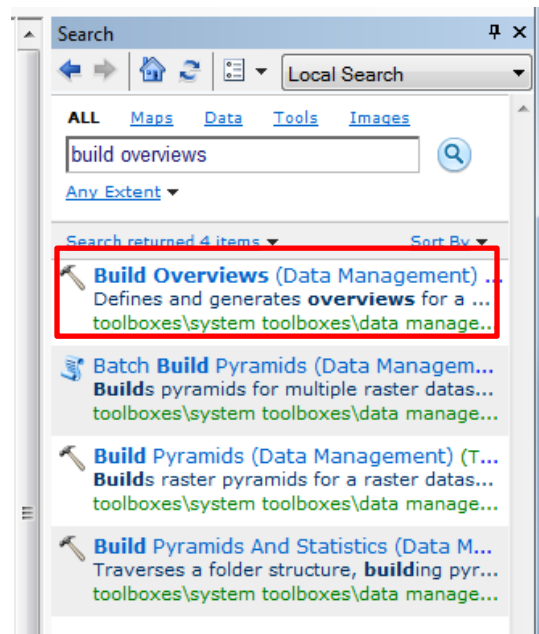 Search
Local Search
ALL Maps Data Tools Images
build overviews
Any Extent
Search returned 4 items Sort By
Build Overviews (Data Management) ...
Defines and generates overviews for a ...
toolboxes\system toolboxes\data manage...
Batch Build Pyramids (Data Managem...
Builds pyramids for multiple raster datas...
toolboxes\system toolboxes\data manage...
Build Pyramids (Data Management) (T...
Builds raster pyramids for a raster datas...
toolboxes\system toolboxes\data manage...
Build Pyramids And Statistics (Data M...
Traverses a folder structure, building pyr...
toolboxes\system toolboxes\data manage...